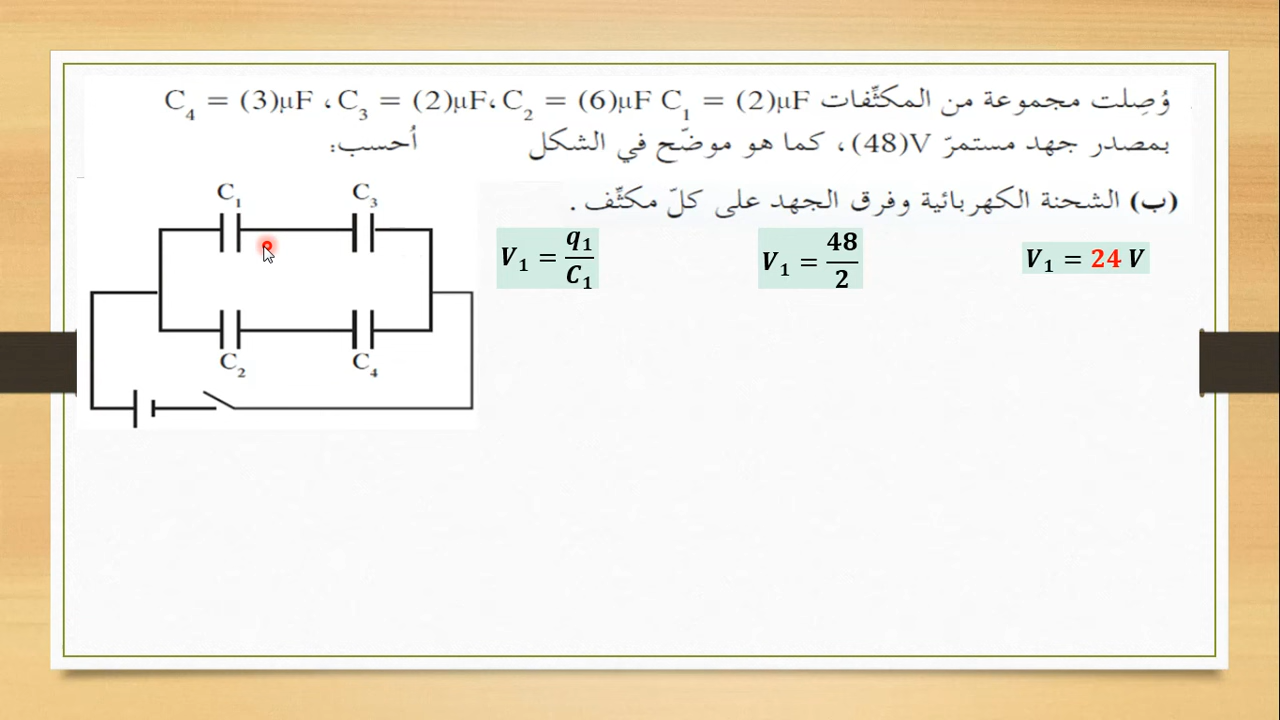 وُصِلت مجموعة من المكثِّفات C₁ = (2)μF C₂ = (6)μF ،C₃ = (2)μF ، C₄ = (3)μF
بمصدر جهد مستمرّ (48)V ، كما هو موضّح في الشكل أحسب:
(ب) الشحنة الكهربائية وفرق الجهد على كلّ مكثِّف .
C₁ C₃
C₂ C₄
V₁ = q₁/C₁ V₁ = 48/2 V₁ = 24 V